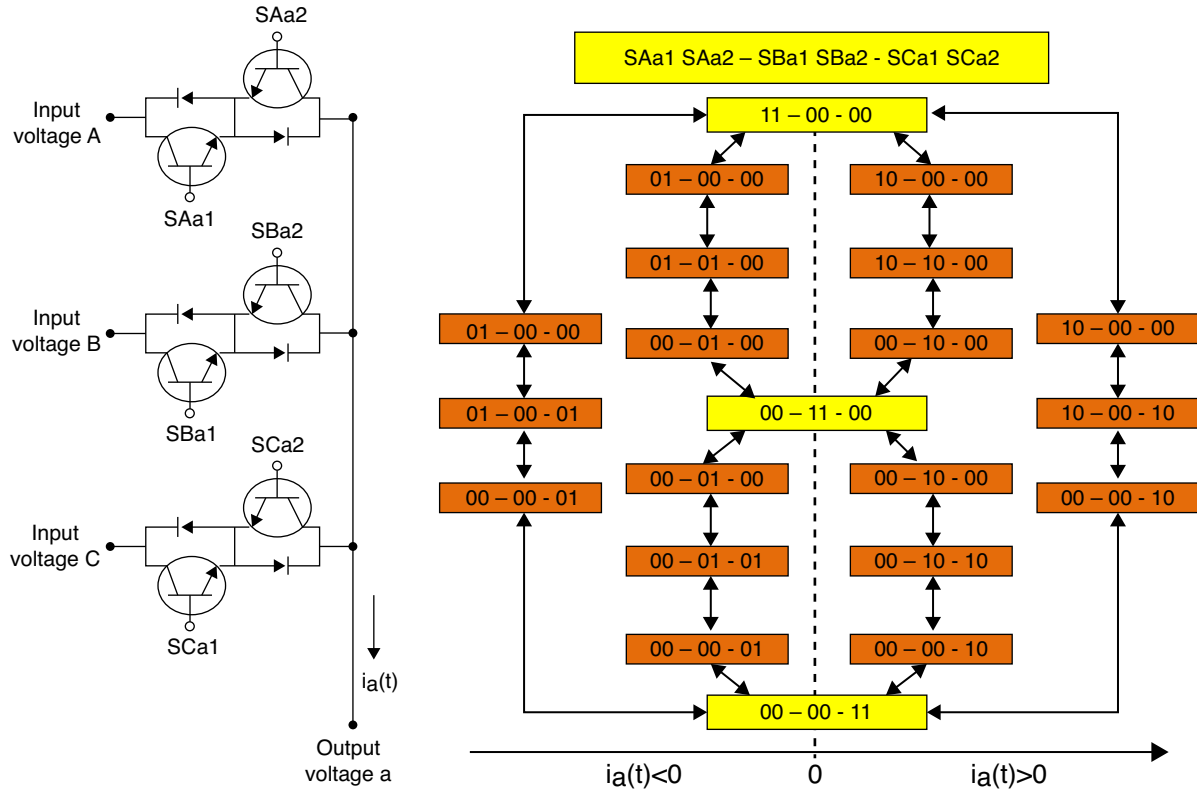 SAa2
Input
voltage A
SAa1
SBa2
Input
voltage B
SBa1
SCa2
Input
voltage C
SCa1
ia(t)
Output
voltage a
SAa1 SAa2 – SBa1 SBa2 - SCa1 SCa2
11 – 00 - 00
01 – 00 - 00
10 – 00 - 00
01 – 01 - 00
10 – 10 - 00
01 – 00 - 00
00 – 01 - 00
00 – 10 - 00
10 – 00 - 00
01 – 00 - 01
00 – 11 - 00
10 – 00 - 10
00 – 00 - 01
00 – 01 - 00
00 – 10 - 00
00 – 00 - 10
00 – 01 - 01
00 – 10 - 10
00 – 00 - 01
00 – 00 - 10
00 – 00 - 11
ia(t)<0
0
ia(t)>0